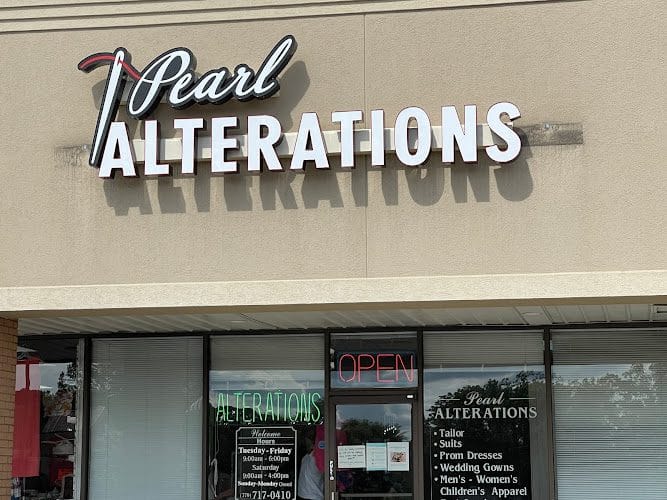 Pearl
ALTERATIONS
OPEN
ALTERATIONS
Welcome
Hours
Tuesday-Friday
9:00am - 6:00pm
Saturday
9:00am - 4:00pm
Sunday-Monday Closed
(770) 717-0410
Pearl
ALTERATIONS
• Tailor
• Suits
• Prom Dresses
• Wedding Gowns
• Men's - Women's
Children's Apparel